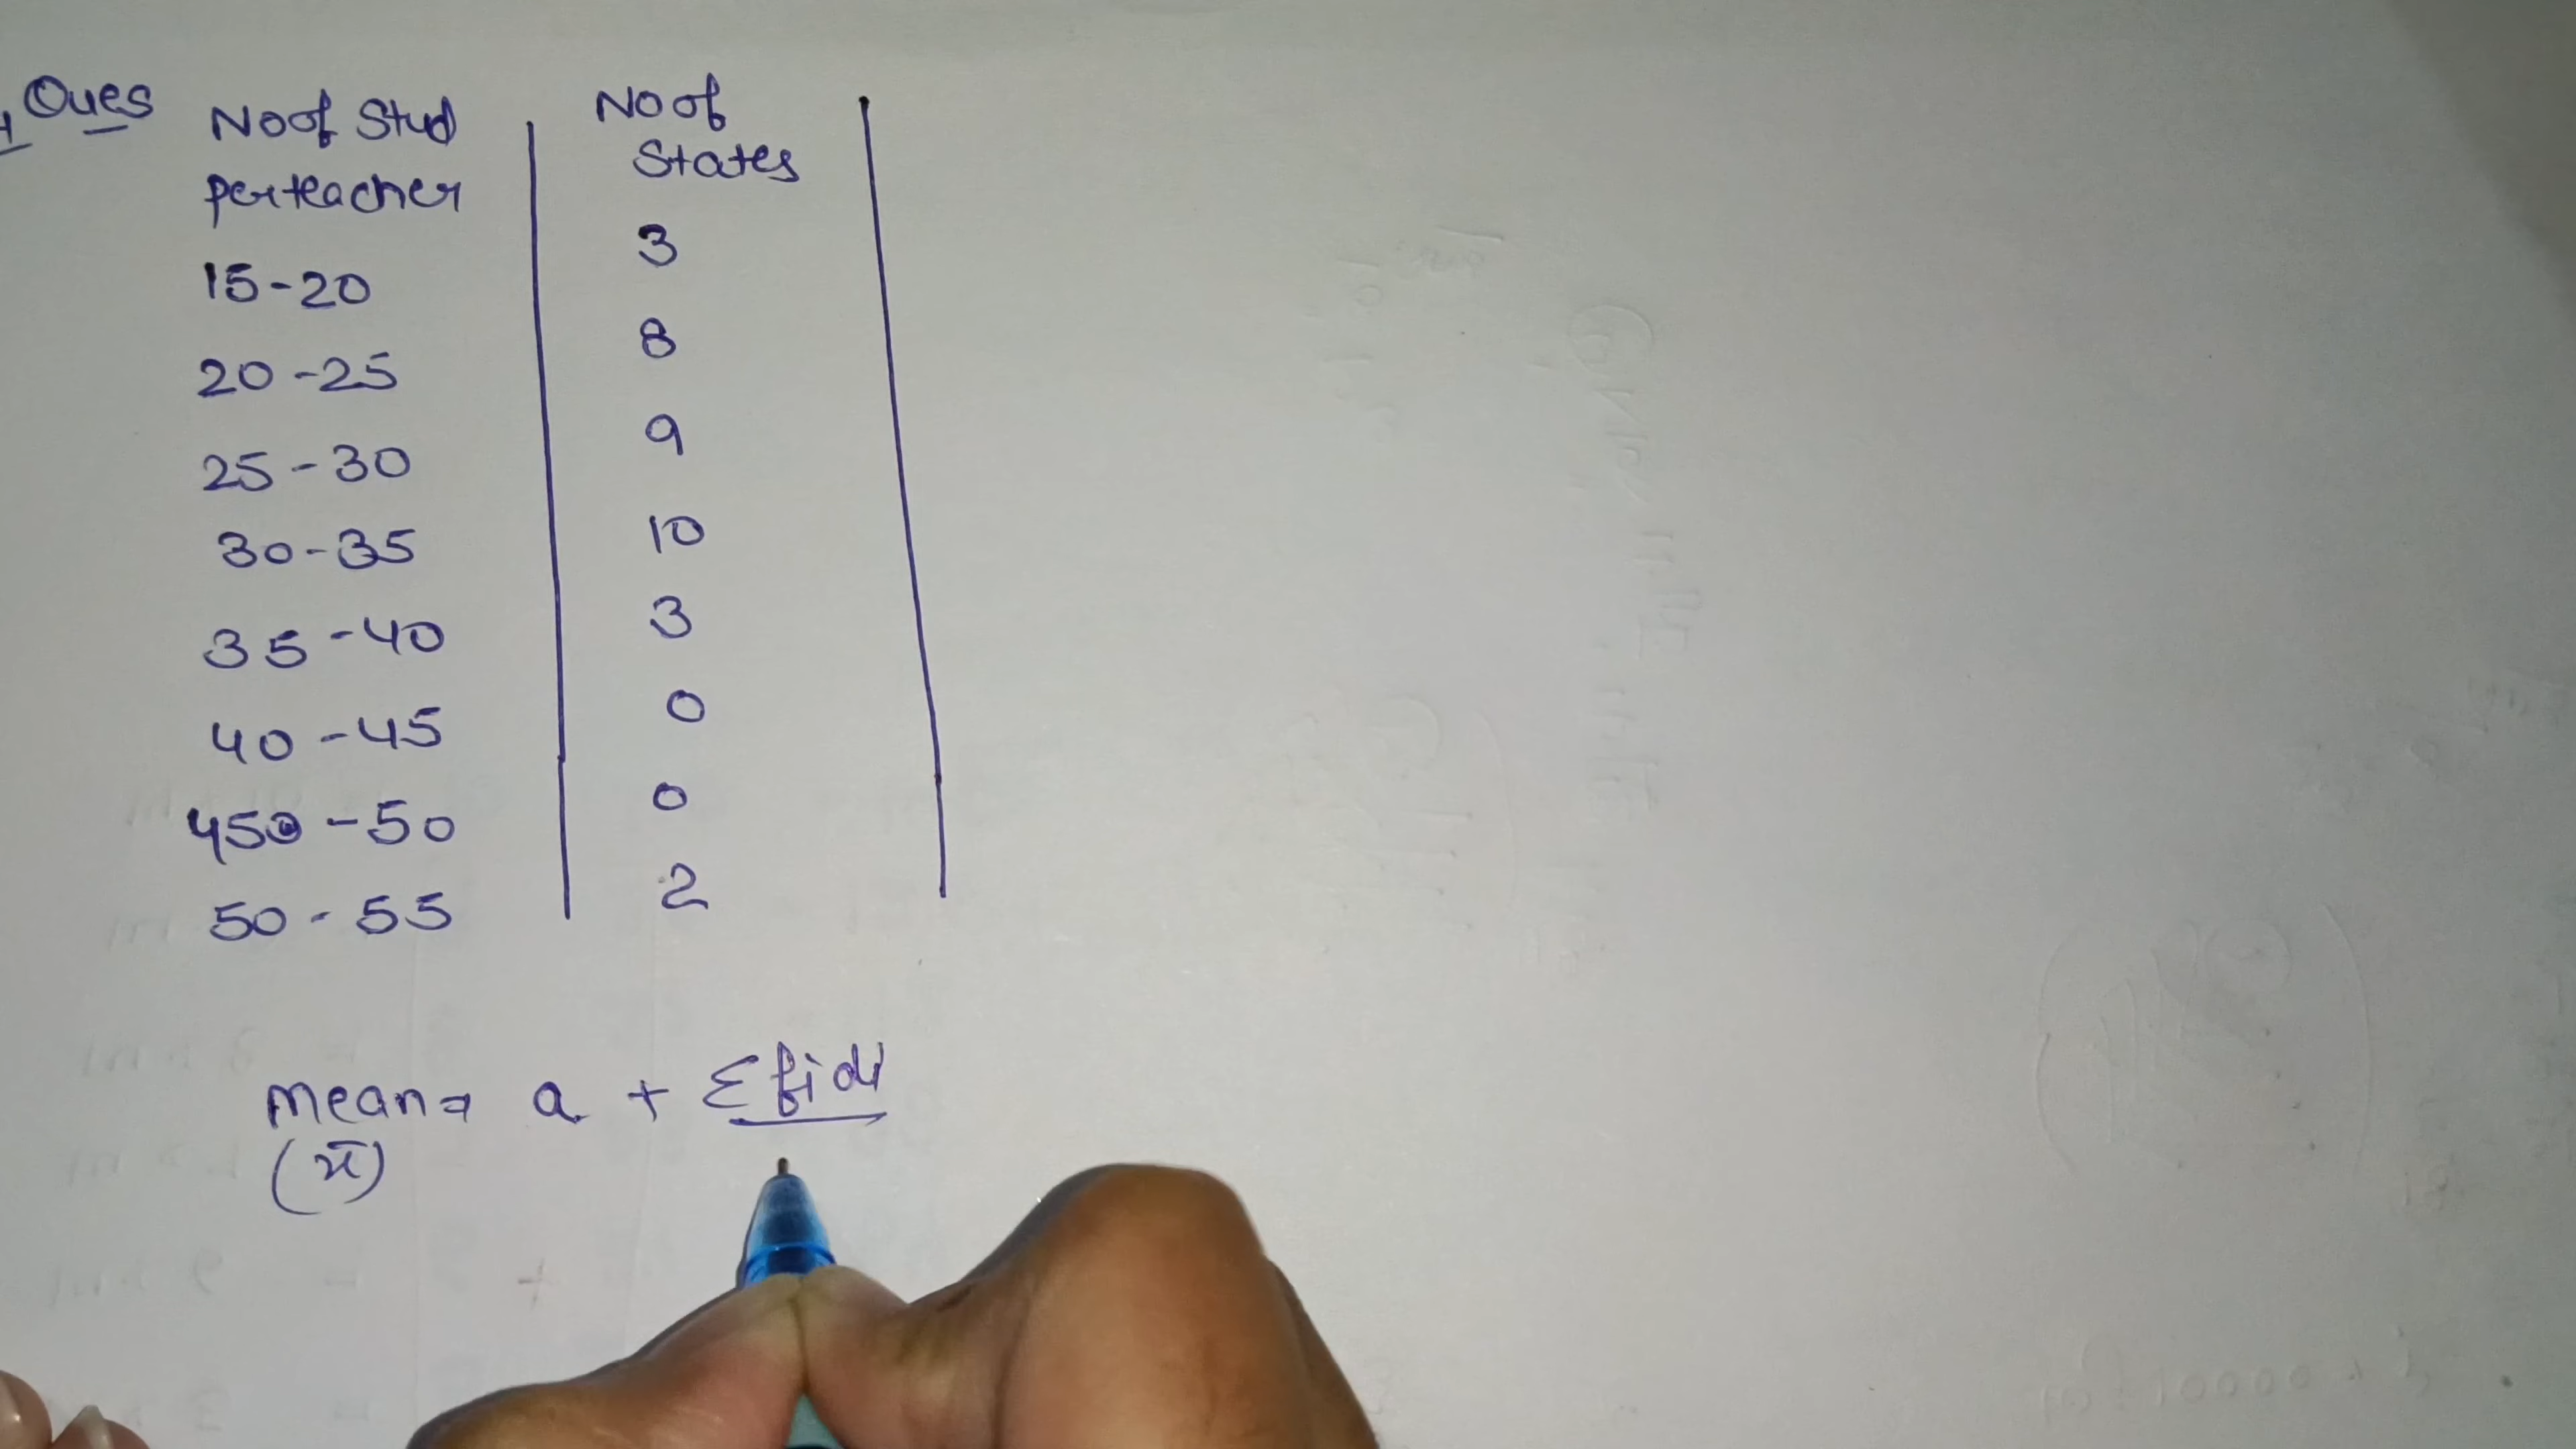 Ques
No of Stud
per teacher
No of
States
15-20
3
20-25
8
25-30
9
30-35
10
35-40
3
40-45
0
450-50
0
50-55
2
mean= a + Σfidi
(x̄)